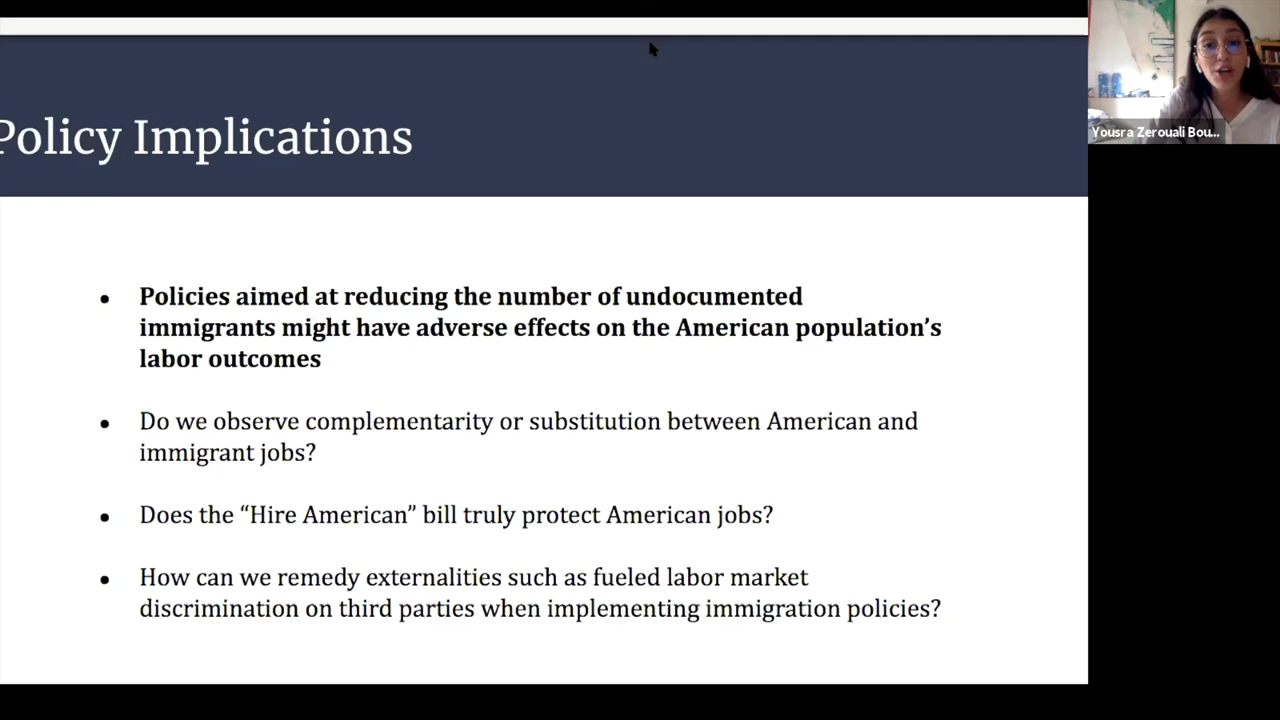 Policy Implications
Yousra Zerouali Bou...
• Policies aimed at reducing the number of undocumented
immigrants might have adverse effects on the American population’s
labor outcomes
• Do we observe complementarity or substitution between American and
immigrant jobs?
• Does the “Hire American” bill truly protect American jobs?
• How can we remedy externalities such as fueled labor market
discrimination on third parties when implementing immigration policies?